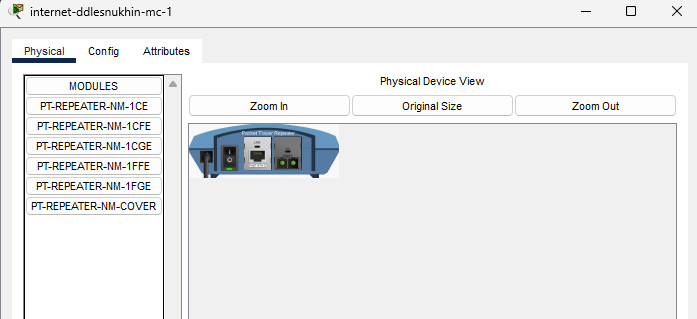 internet-ddlesnukhin-mc-1
Physical Config Attributes
MODULES
PT-REPEATER-NM-1CE
PT-REPEATER-NM-1CFE
PT-REPEATER-NM-1CGE
PT-REPEATER-NM-1FFE
PT-REPEATER-NM-1FGE
PT-REPEATER-NM-COVER
Physical Device View
Zoom In Original Size Zoom Out
Packet Tracer Repeater